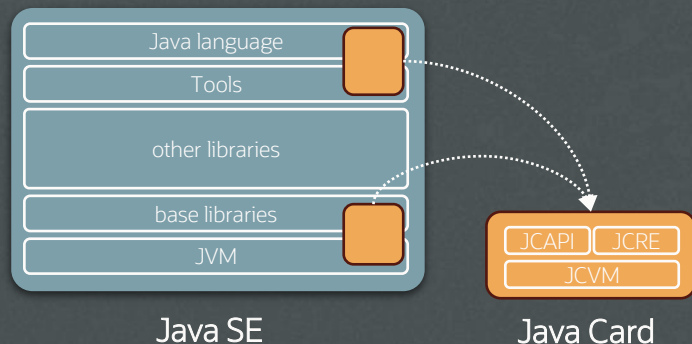 Java language
Tools
other libraries
base libraries
JVM
Java SE
JCAPI JCRE
JCVM
Java Card